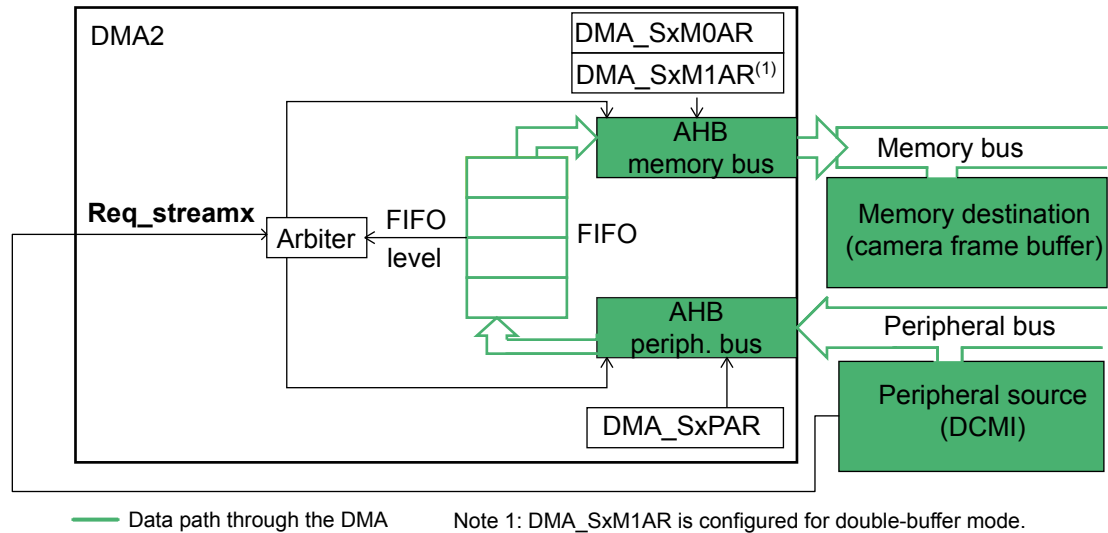 DMA2
DMA_SxM0AR
DMA_SxM1AR(1)
AHB
memory bus
Memory bus
Memory destination
(camera frame buffer)
Req_streamx
Arbiter
FIFO
level
FIFO
AHB
periph. bus
Peripheral bus
Peripheral source
(DCMI)
DMA_SxPAR
Data path through the DMA
Note 1: DMA_SxM1AR is configured for double-buffer mode.